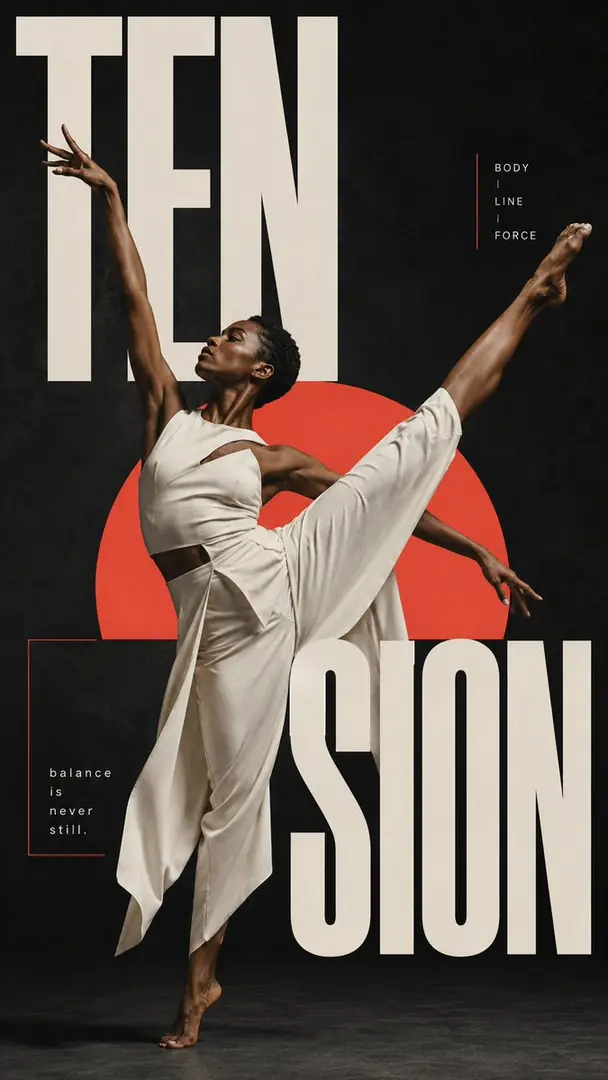 TEN
BODY
LINE
FORCE
SION
balance
is
never
still.